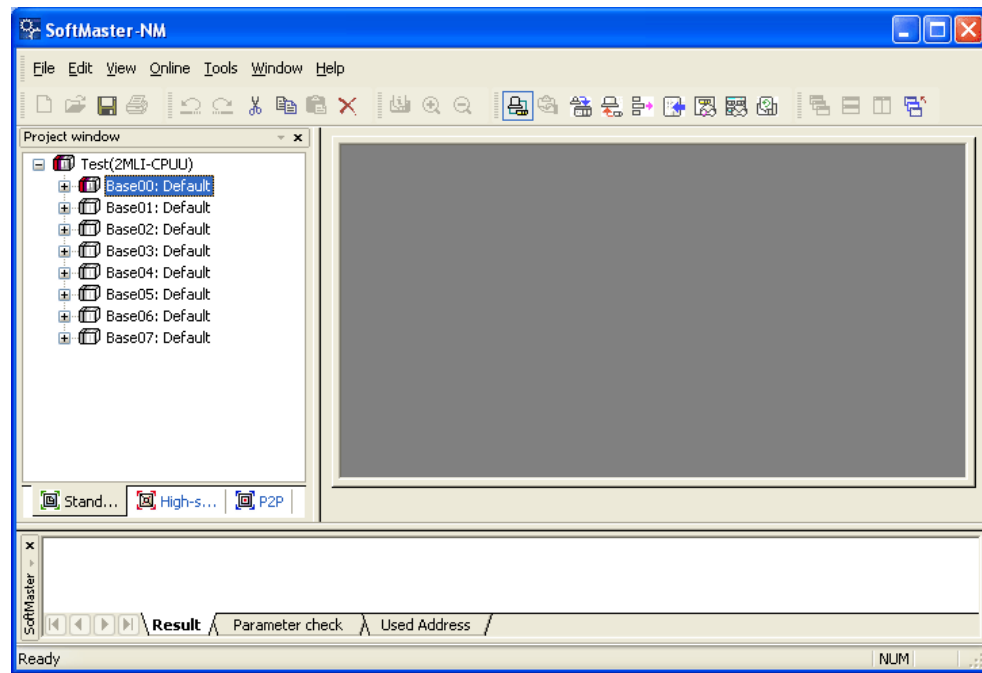 SoftMaster-NM
File Edit View Online Tools Window Help
Project window
Test(2MLI-CPUU)
Base00: Default
Base01: Default
Base02: Default
Base03: Default
Base04: Default
Base05: Default
Base06: Default
Base07: Default
Stand... High-s... P2P
SoftMaster
Result Parameter check Used Address
Ready NUM